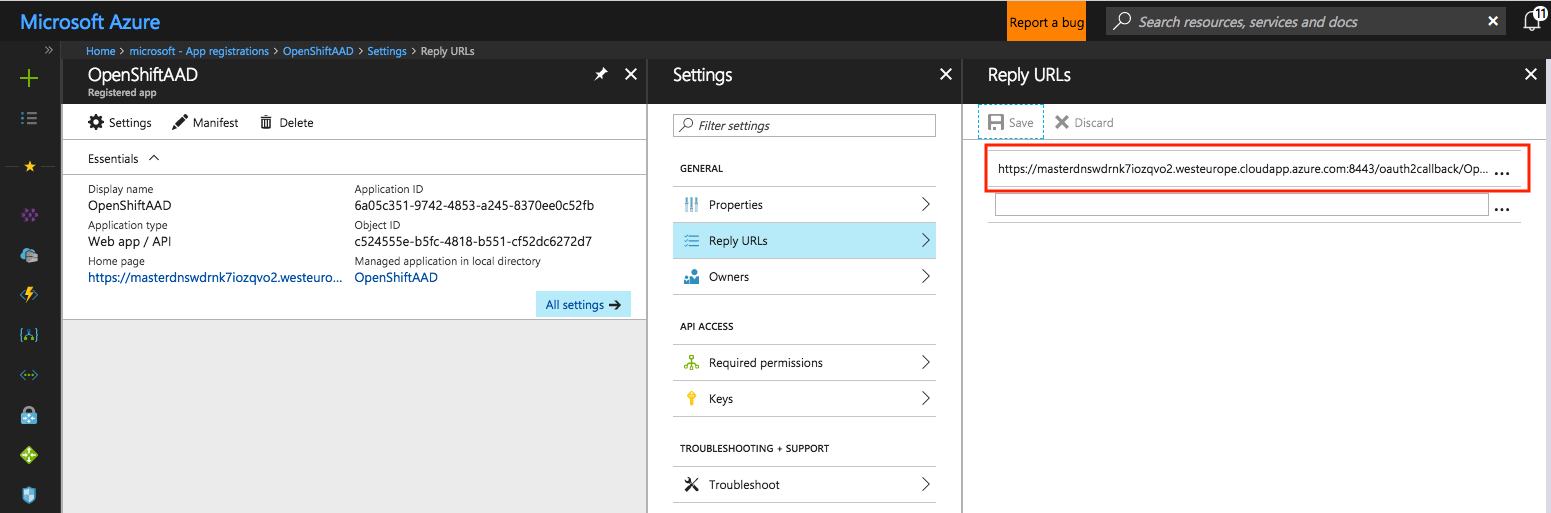 Microsoft Azure
Report a bug
Search resources, services and docs
11
Home > microsoft - App registrations > OpenShiftAAD > Settings > Reply URLs
OpenShiftAAD
Registered app
Settings
Manifest
Delete
Essentials
Display name
OpenShiftAAD
Application type
Web app / API
Home page
https://masterdnswdrnk7iozqvo2.westeuro...
Application ID
6a05c351-9742-4853-a245-8370ee0c52fb
Object ID
c524555e-b5fc-4818-b551-cf52dc6272d7
Managed application in local directory
OpenShiftAAD
All settings
Settings
Filter settings
GENERAL
Properties
Reply URLs
Owners
API ACCESS
Required permissions
Keys
TROUBLESHOOTING + SUPPORT
Troubleshoot
Reply URLs
Save
Discard
https://masterdnswdrnk7iozqvo2.westeurope.cloudapp.azure.com:8443/oauth2callback/Op...